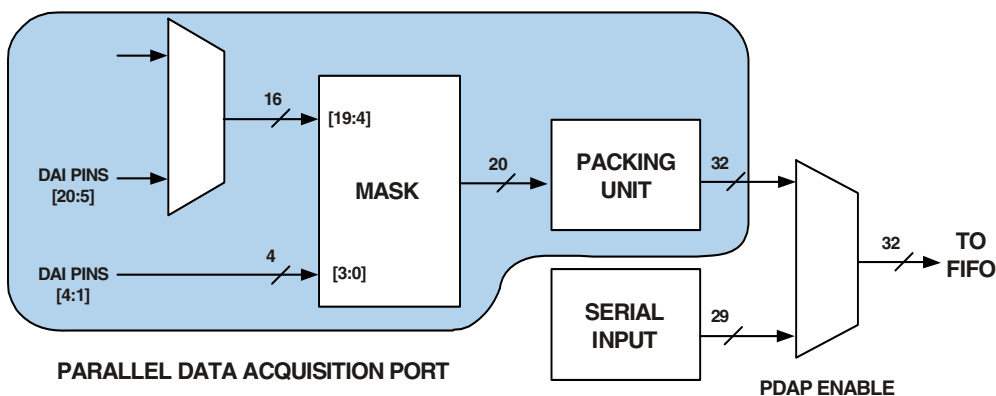 16
[19:4]
DAI PINS
[20:5]
MASK
20
PACKING
UNIT
32
DAI PINS
[4:1]
4
[3:0]
32
TO
FIFO
SERIAL
INPUT
29
PARALLEL DATA ACQUISITION PORT
PDAP ENABLE